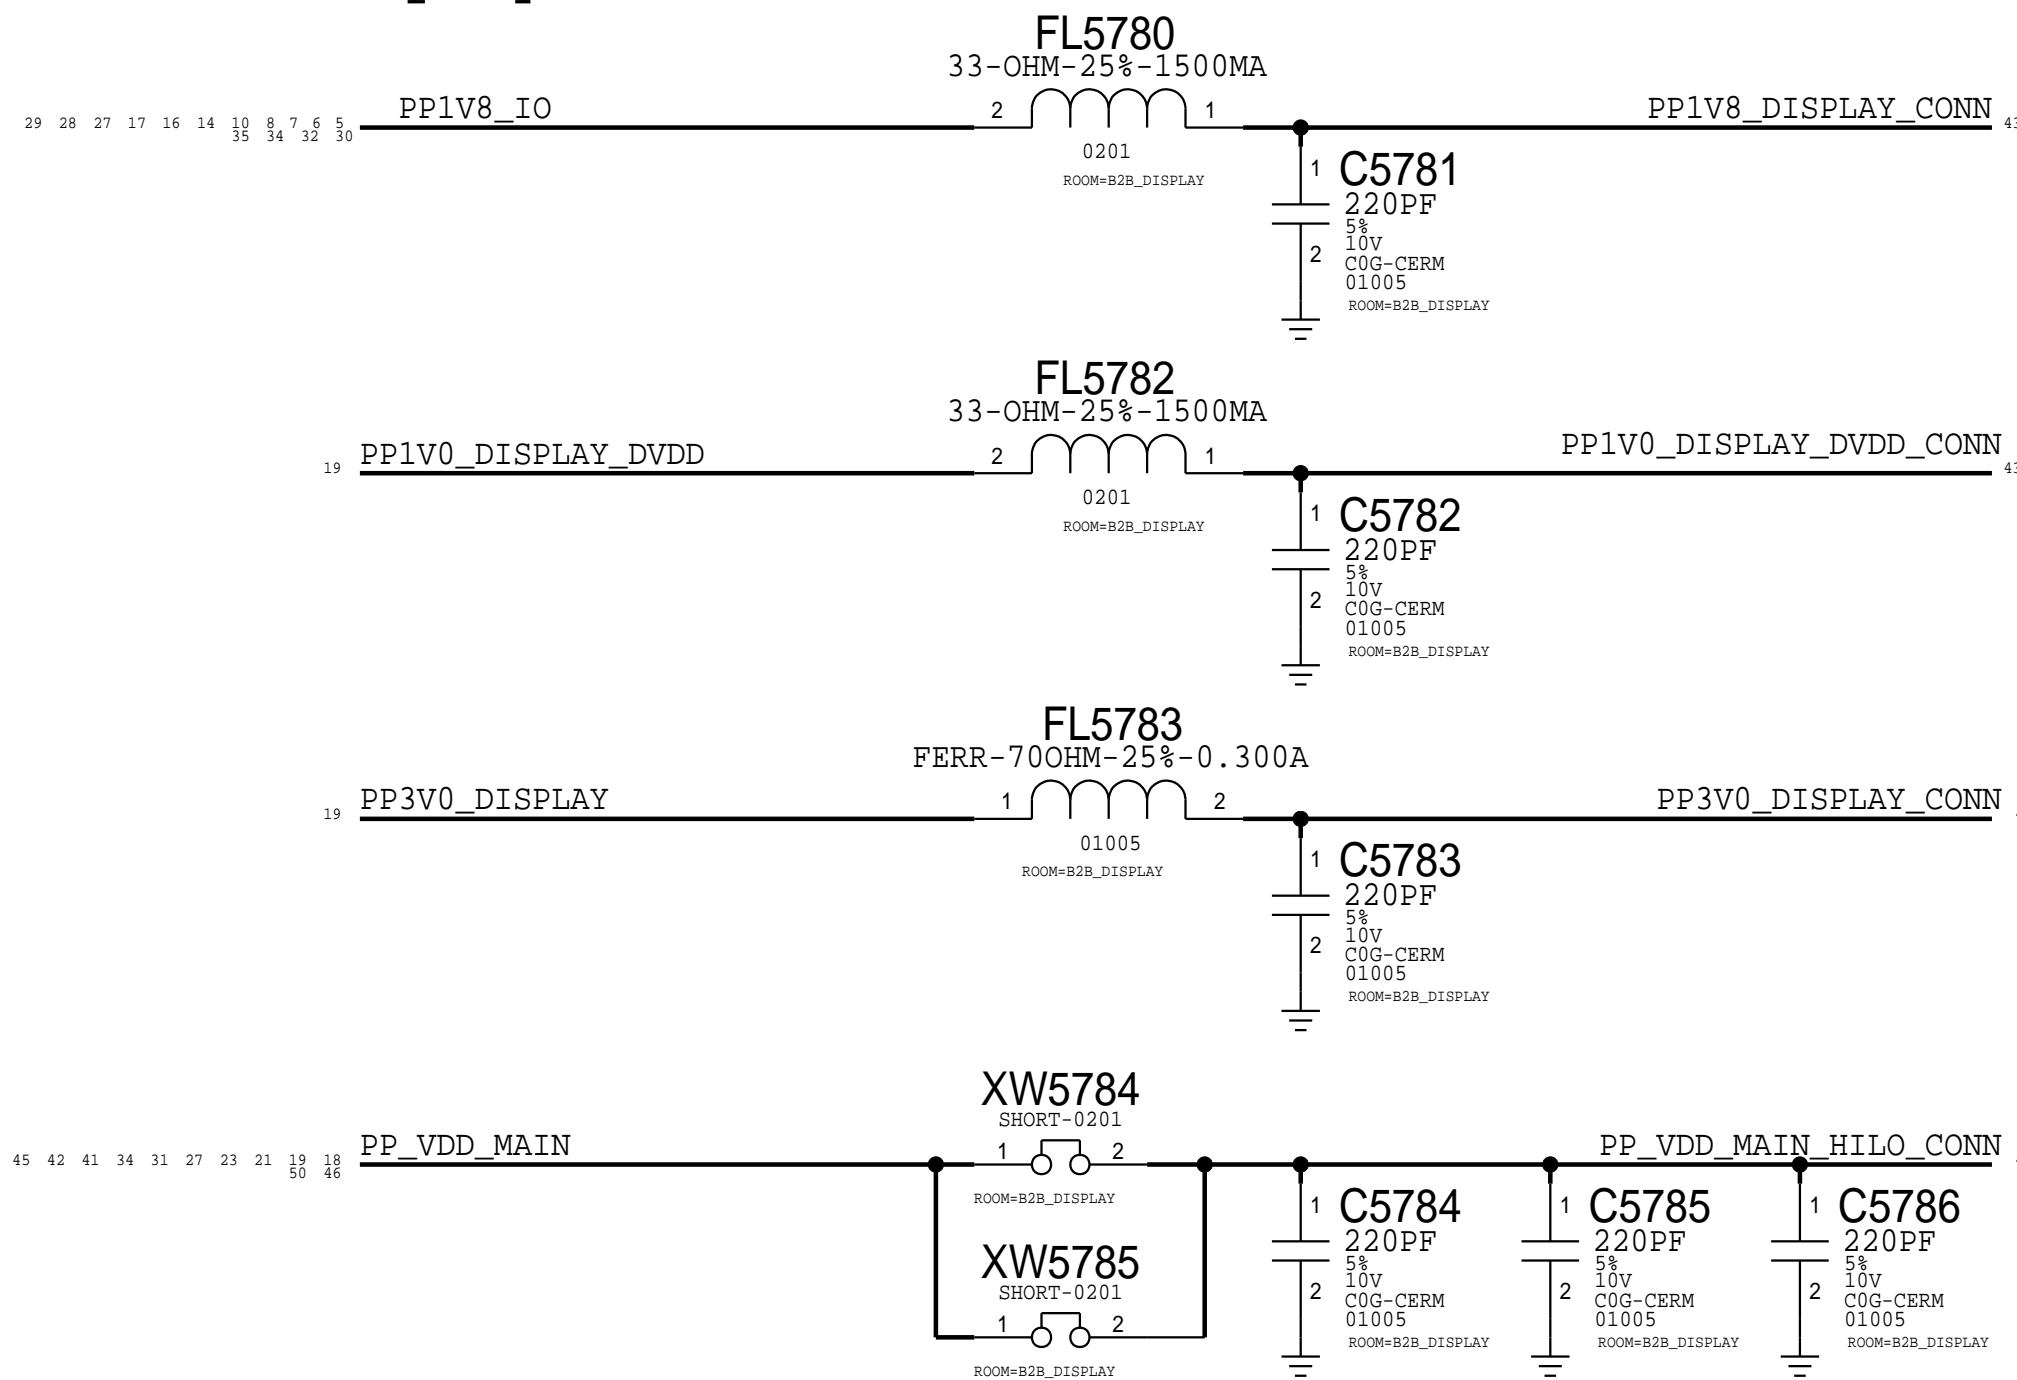 FL5780
33-OHM-25%-1500MA
PP1V8_IO
2
1
PP1V8_DISPLAY_CONN
29 28 27 17 16 14 10 8 7 6 5
35 34 32 30
43
0201
ROOM=B2B_DISPLAY
1
C5781
220PF
5%
10V
2
C0G-CERM
01005
ROOM=B2B_DISPLAY
FL5782
33-OHM-25%-1500MA
19
PP1V0_DISPLAY_DVDD
2
1
PP1V0_DISPLAY_DVDD_CONN
43
0201
ROOM=B2B_DISPLAY
1
C5782
220PF
5%
10V
2
C0G-CERM
01005
ROOM=B2B_DISPLAY
FL5783
FERR-70OHM-25%-0.300A
19
PP3V0_DISPLAY
1
2
PP3V0_DISPLAY_CONN
01005
ROOM=B2B_DISPLAY
1
C5783
220PF
5%
10V
2
C0G-CERM
01005
ROOM=B2B_DISPLAY
XW5784
SHORT-0201
45 42 41 34 31 27 23 21 19 18
50 46
PP_VDD_MAIN
1
2
PP_VDD_MAIN_HILO_CONN
ROOM=B2B_DISPLAY
XW5785
SHORT-0201
1
2
ROOM=B2B_DISPLAY
1
C5784
220PF
5%
10V
2
C0G-CERM
01005
ROOM=B2B_DISPLAY
1
C5785
220PF
5%
10V
2
C0G-CERM
01005
ROOM=B2B_DISPLAY
1
C5786
220PF
5%
10V
2
C0G-CERM
01005
ROOM=B2B_DISPLAY